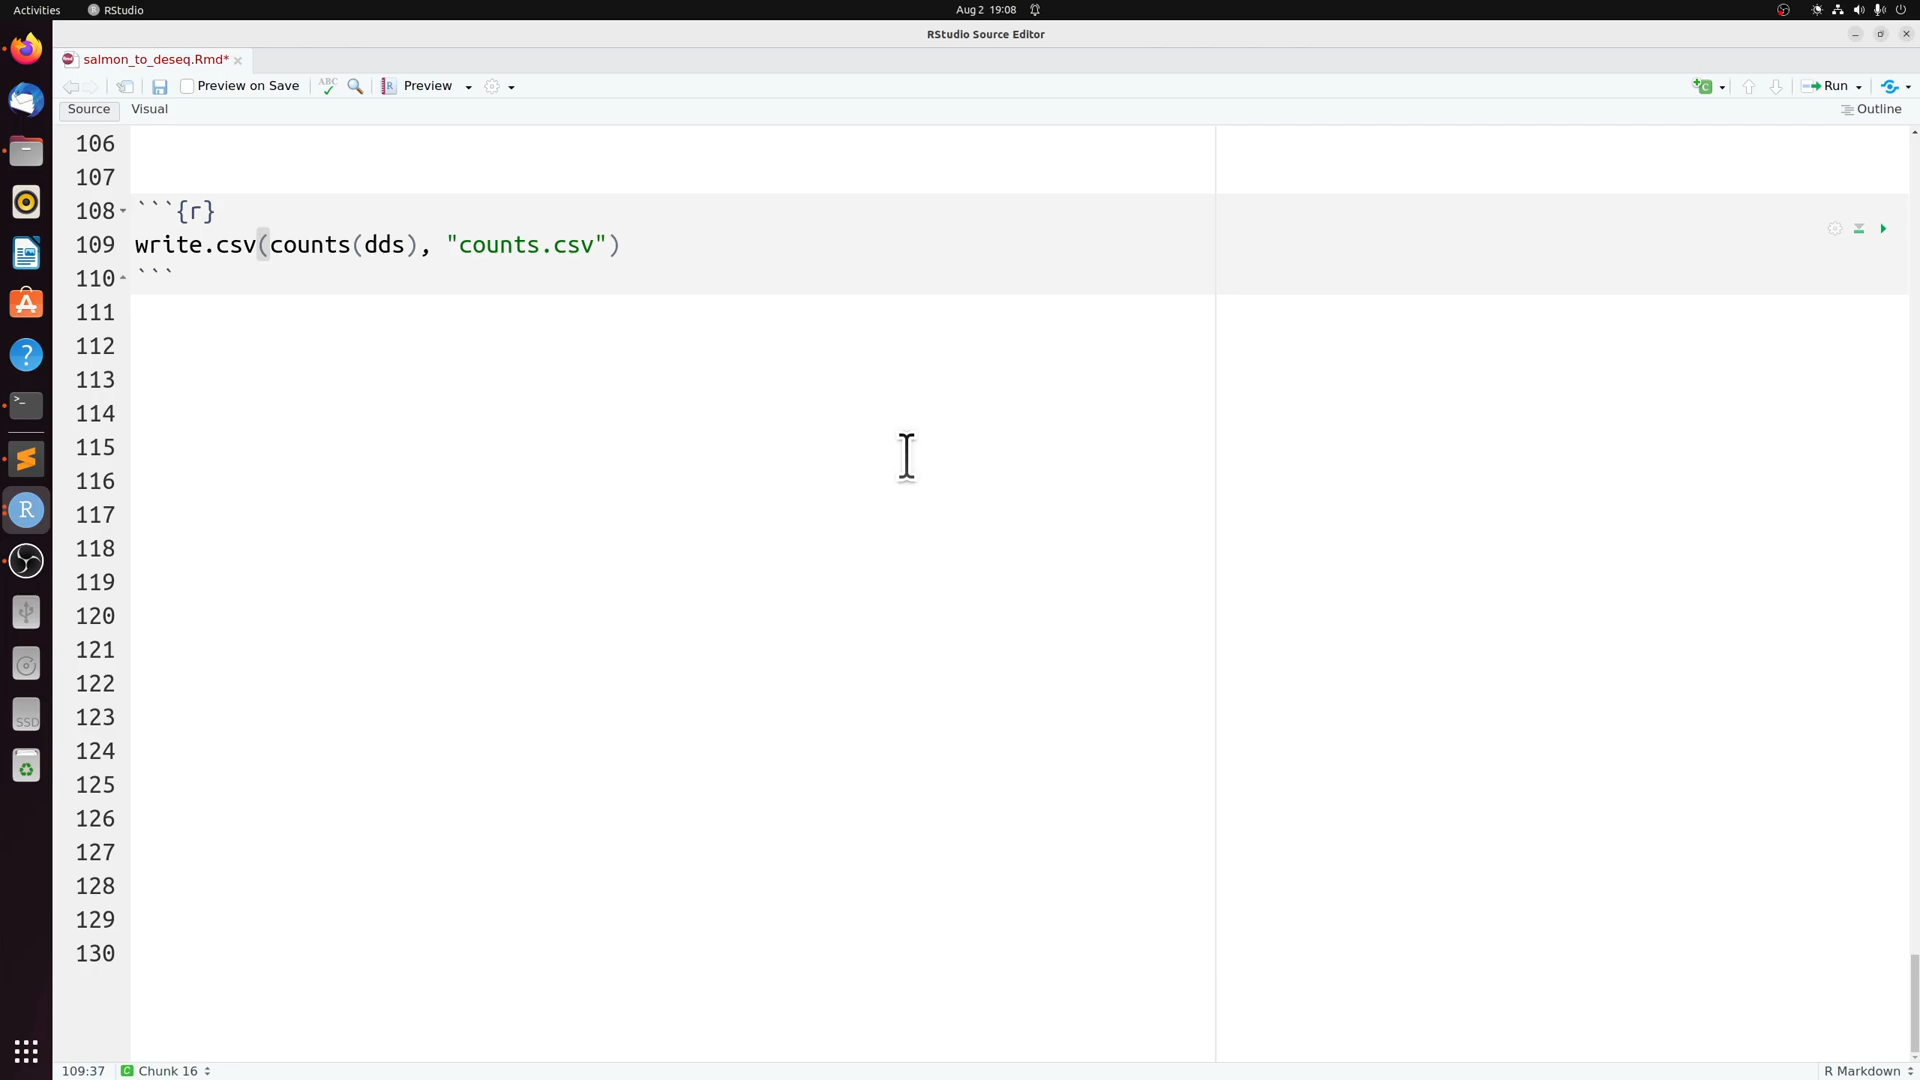 Activities RStudio Aug 2 19:08
RStudio Source Editor
salmon_to_deseq.Rmd*
Preview on Save ABC Preview Run
Source Visual Outline
106
107
108 ```{r}
109 write.csv(counts(dds), "counts.csv")
110 ```
111
112
113
114
115
116
117
118
119
120
121
122
123
124
125
126
127
128
129
130
SSD
109:37 C Chunk 16 R Markdown